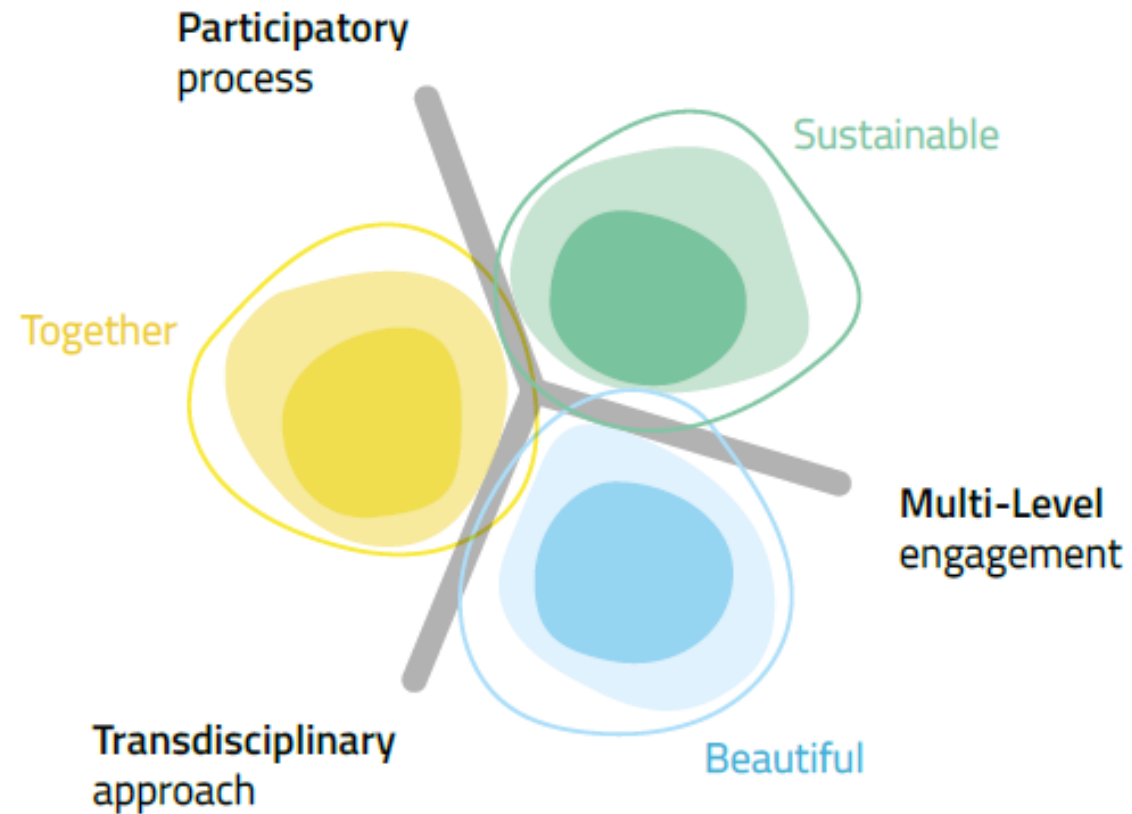 Participatory
process
Sustainable
Together
Multi-Level
engagement
Transdisciplinary
approach
Beautiful